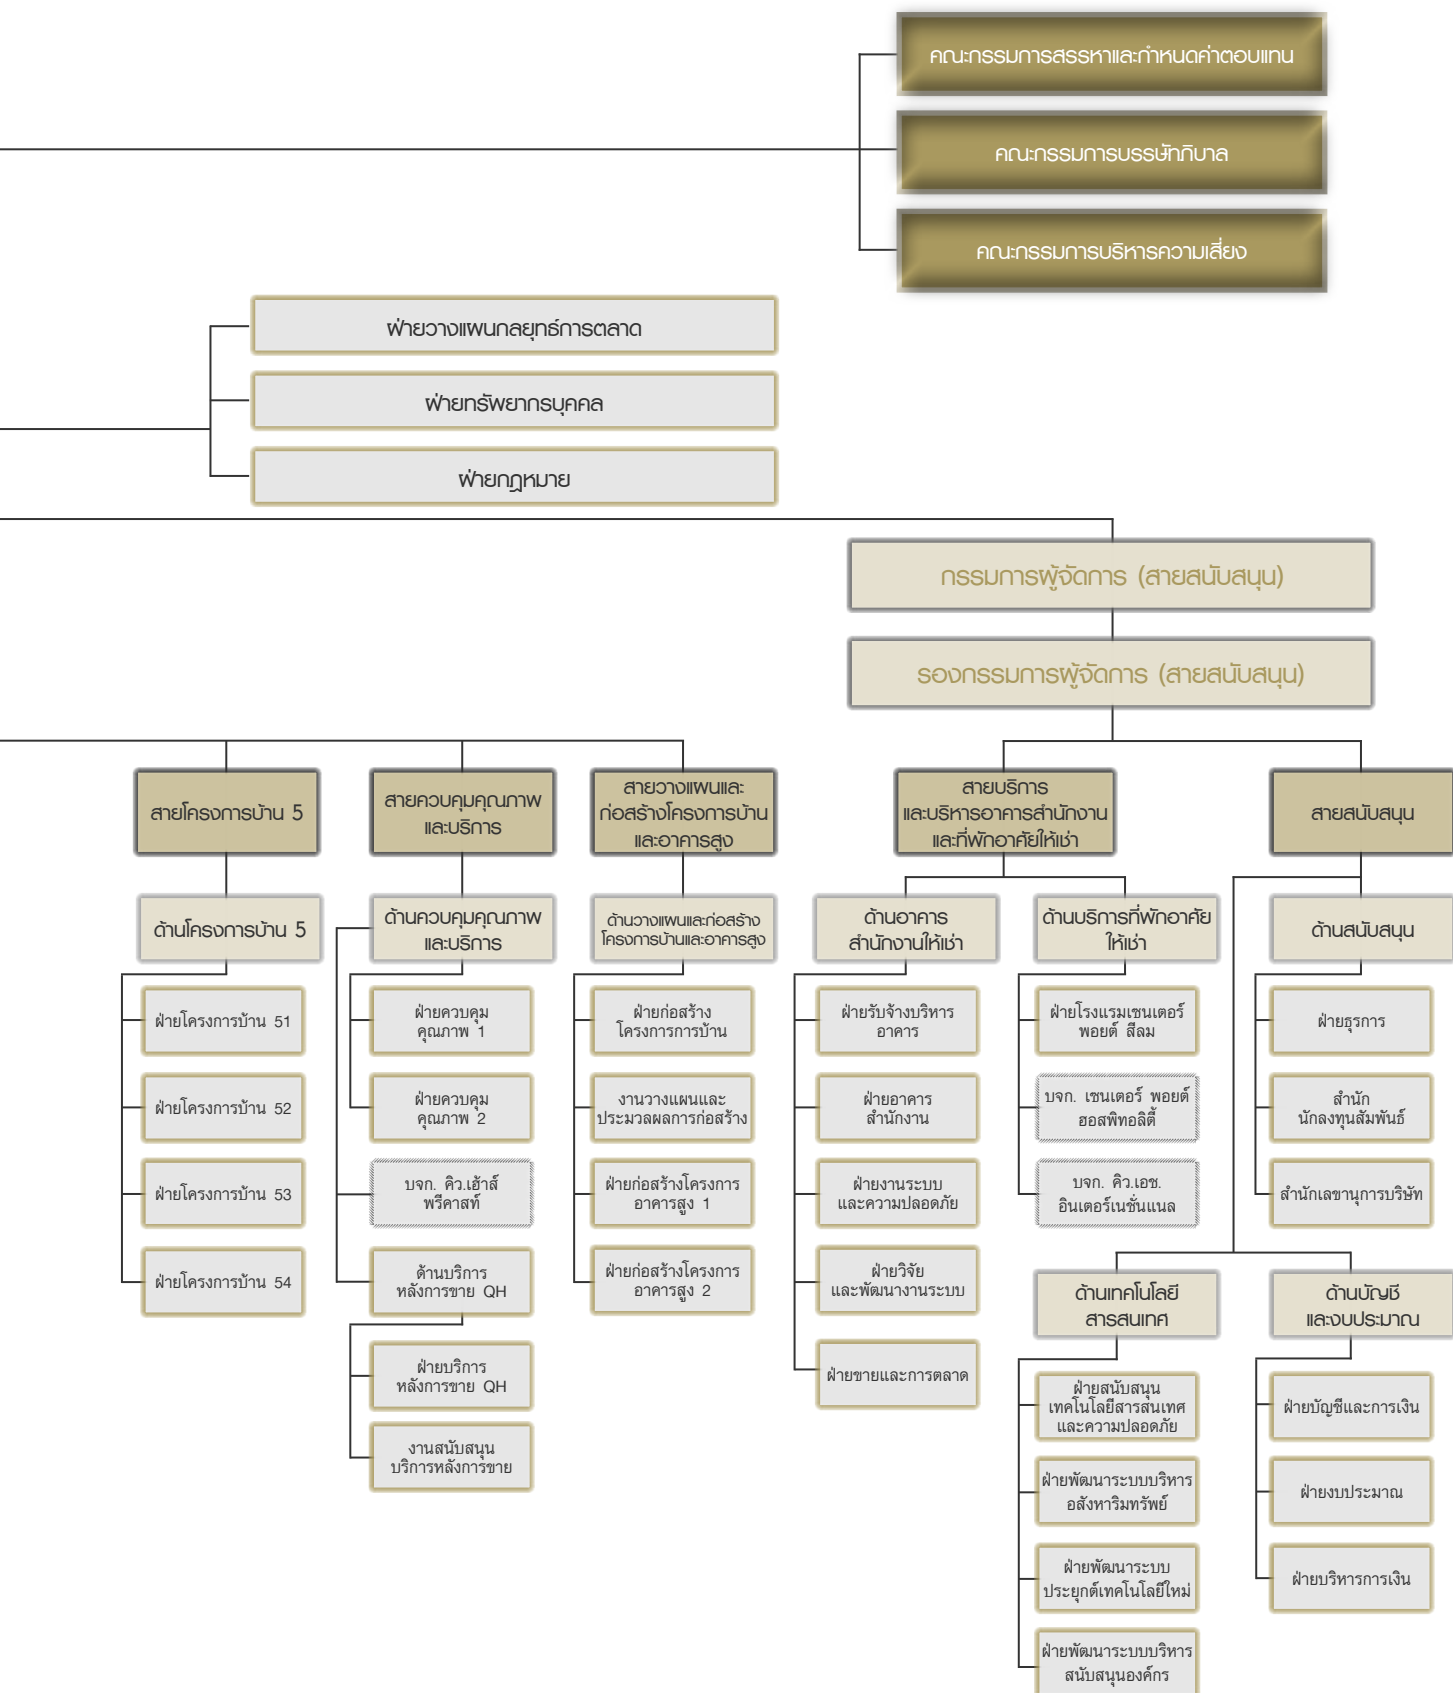 คณะกรรมการสรรหาและกำหนดค่าตอบแทน
คณะกรรมการบรรษัทภิบาล
คณะกรรมการบริหารความเสี่ยง
ฝ่ายวางแผนกลยุทธ์การตลาด
ฝ่ายทรัพยากรบุคคล
ฝ่ายกฎหมาย
กรรมการผู้จัดการ (สายสนับสนุน)
รองกรรมการผู้จัดการ (สายสนับสนุน)
สายโครงการบ้าน 5
ด้านโครงการบ้าน 5
ฝ่ายโครงการบ้าน 51
ฝ่ายโครงการบ้าน 52
ฝ่ายโครงการบ้าน 53
ฝ่ายโครงการบ้าน 54
สายควบคุมคุณภาพ
และบริการ
ด้านควบคุมคุณภาพ
และบริการ
ฝ่ายควบคุม
คุณภาพ 1
ฝ่ายควบคุม
คุณภาพ 2
บจก. คิว.เฮ้าส์
พรีคาสท์
ด้านบริการ
หลังการขาย QH
ฝ่ายบริการ
หลังการขาย QH
งานสนับสนุน
บริการหลังการขาย
สายวางแผนและ
ก่อสร้างโครงการบ้าน
และอาคารสูง
ด้านวางแผนและก่อสร้าง
โครงการบ้านและอาคารสูง
ฝ่ายก่อสร้าง
โครงการการบ้าน
งานวางแผนและ
ประมวลผลการก่อสร้าง
ฝ่ายก่อสร้างโครงการ
อาคารสูง 1
ฝ่ายก่อสร้างโครงการ
อาคารสูง 2
สายบริการ
และบริหารอาคารสำนักงาน
และที่พักอาศัยให้เช่า
ด้านอาคาร
สำนักงานให้เช่า
ฝ่ายรับจ้างบริหาร
อาคาร
ฝ่ายอาคาร
สำนักงาน
ฝ่ายงานระบบ
และความปลอดภัย
ฝ่ายวิจัย
และพัฒนางานระบบ
ฝ่ายขายและการตลาด
ด้านบริการที่พักอาศัย
ให้เช่า
ฝ่ายโรงแรมเซนเตอร์
พอยต์ สีลม
บจก. เซนเตอร์ พอยต์
ฮอสพิทอลิตี้
บจก. คิว.เอช.
อินเตอร์เนชั่นแนล
สายสนับสนุน
ด้านสนับสนุน
ฝ่ายธุรการ
สำนัก
นักลงทุนสัมพันธ์
สำนักเลขานุการบริษัท
ด้านเทคโนโลยี
สารสนเทศ
ฝ่ายสนับสนุน
เทคโนโลยีสารสนเทศ
และความปลอดภัย
ฝ่ายพัฒนาระบบบริหาร
อสังหาริมทรัพย์
ฝ่ายพัฒนาระบบ
ประยุกต์เทคโนโลยีใหม่
ฝ่ายพัฒนาระบบบริหาร
สนับสนุนองค์กร
ด้านบัญชี
และงบประมาณ
ฝ่ายบัญชีและการเงิน
ฝ่ายงบประมาณ
ฝ่ายบริหารการเงิน